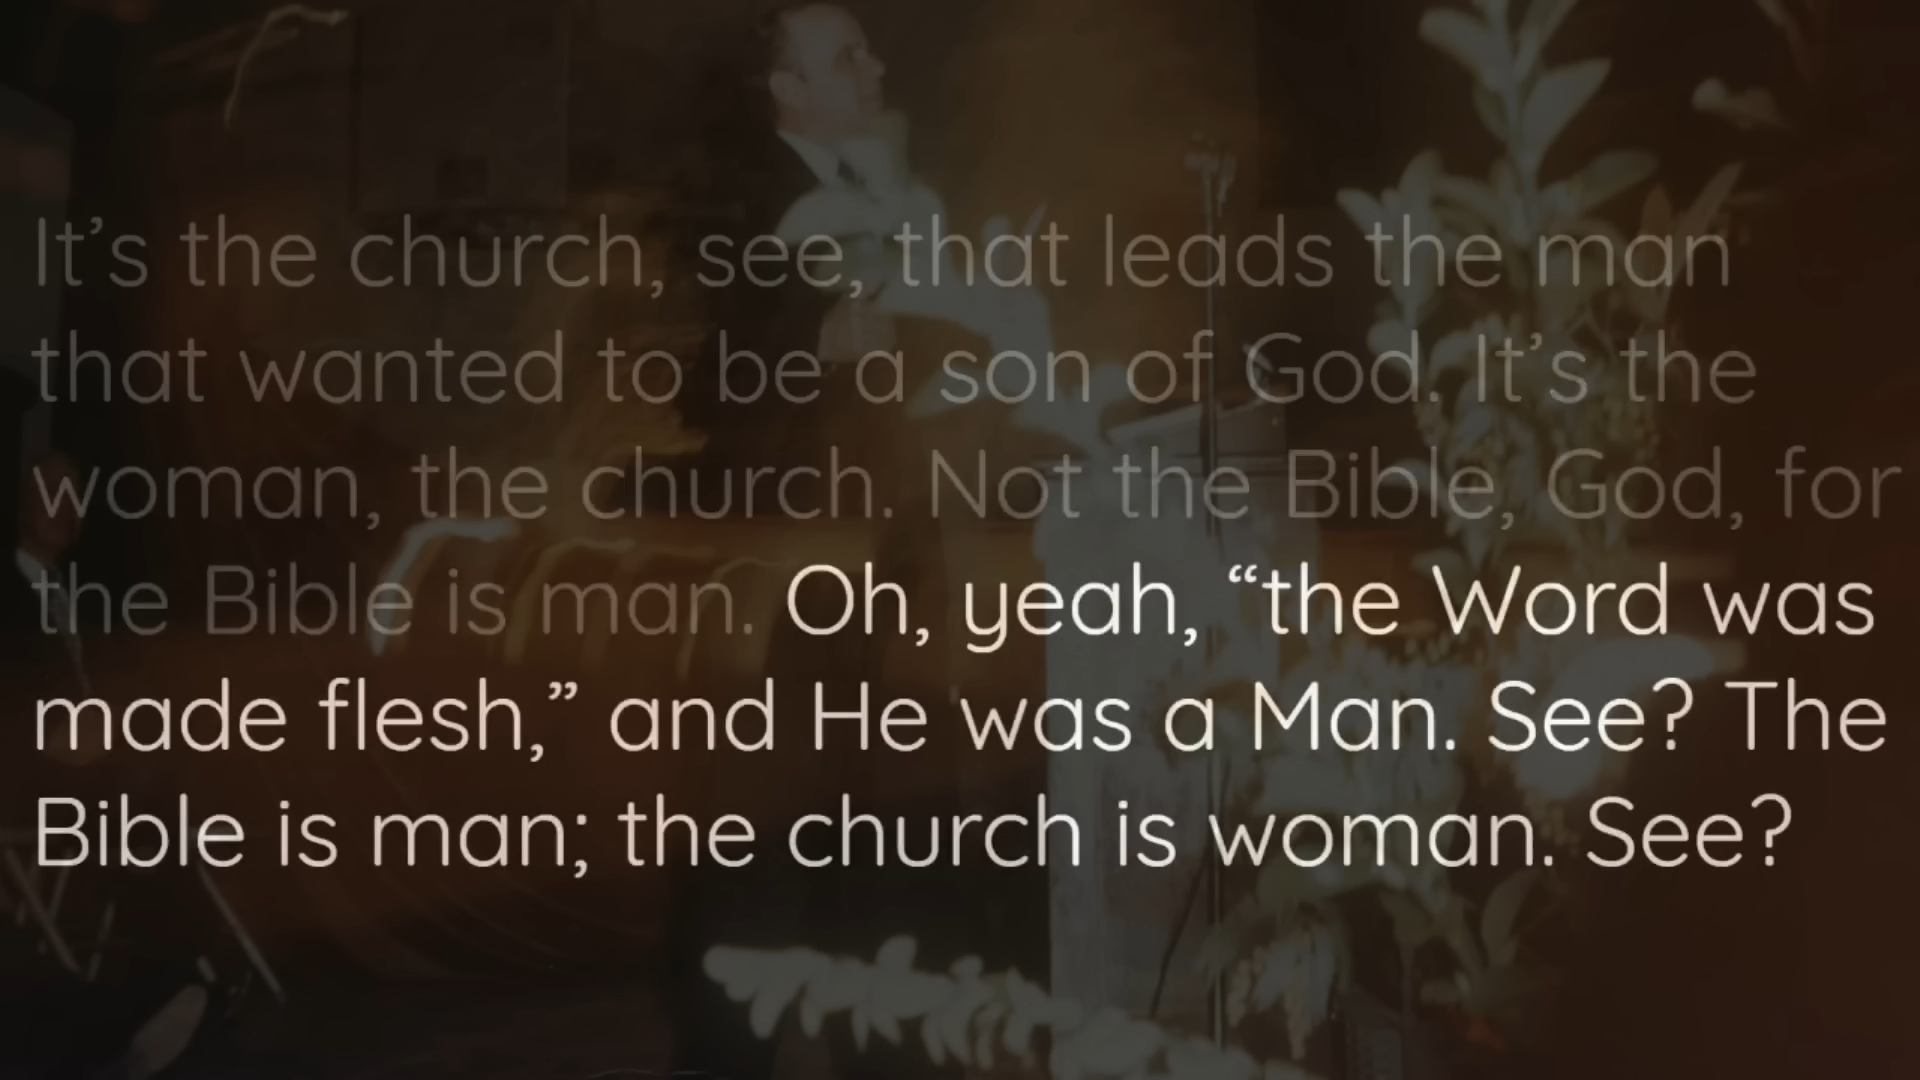 It’s the church, see, that leads the man
that wanted to be a son of God. It’s the
woman, the church. Not the Bible, God, for
the Bible is man. Oh, yeah, “the Word was
made flesh,” and He was a Man. See? The
Bible is man; the church is woman. See?